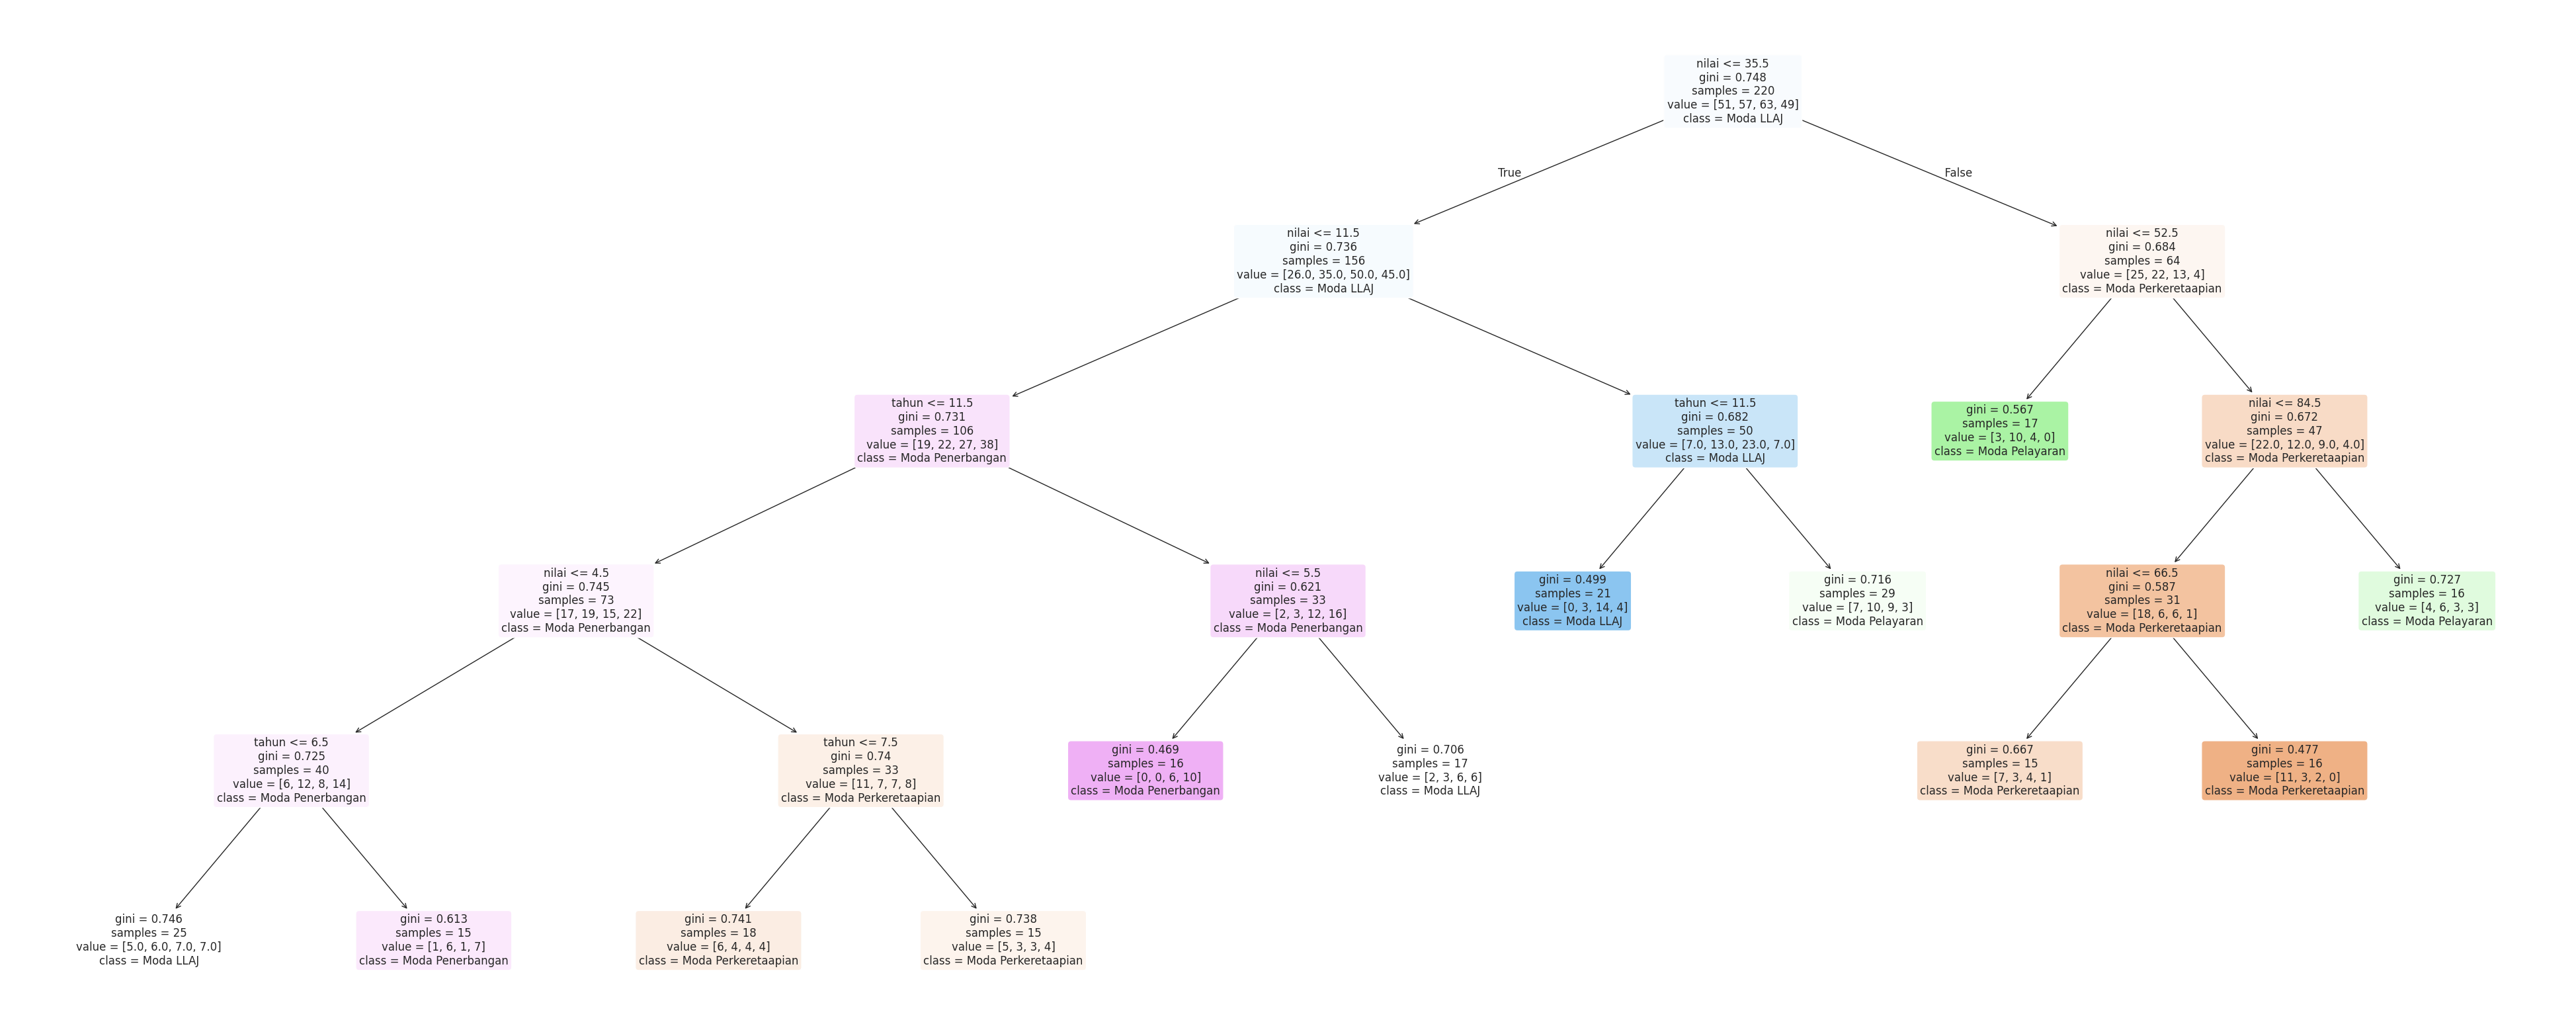 nilai <= 35.5
gini = 0.748
samples = 220
value = [51, 57, 63, 49]
class = Moda LLAJ
True
False
nilai <= 11.5
gini = 0.736
samples = 156
value = [26.0, 35.0, 50.0, 45.0]
class = Moda LLAJ
nilai <= 52.5
gini = 0.684
samples = 64
value = [25, 22, 13, 4]
class = Moda Perkeretaapian
tahun <= 11.5
gini = 0.731
samples = 106
value = [19, 22, 27, 38]
class = Moda Penerbangan
tahun <= 11.5
gini = 0.682
samples = 50
value = [7.0, 13.0, 23.0, 7.0]
class = Moda LLAJ
gini = 0.567
samples = 17
value = [3, 10, 4, 0]
class = Moda Pelayaran
nilai <= 84.5
gini = 0.672
samples = 47
value = [22.0, 12.0, 9.0, 4.0]
class = Moda Perkeretaapian
nilai <= 4.5
gini = 0.745
samples = 73
value = [17, 19, 15, 22]
class = Moda Penerbangan
nilai <= 5.5
gini = 0.621
samples = 33
value = [2, 3, 12, 16]
class = Moda Penerbangan
gini = 0.499
samples = 21
value = [0, 3, 14, 4]
class = Moda LLAJ
gini = 0.716
samples = 29
value = [7, 10, 9, 3]
class = Moda Pelayaran
nilai <= 66.5
gini = 0.587
samples = 31
value = [18, 6, 6, 1]
class = Moda Perkeretaapian
gini = 0.727
samples = 16
value = [4, 6, 3, 3]
class = Moda Pelayaran
tahun <= 6.5
gini = 0.725
samples = 40
value = [6, 12, 8, 14]
class = Moda Penerbangan
tahun <= 7.5
gini = 0.74
samples = 33
value = [11, 7, 7, 8]
class = Moda Perkeretaapian
gini = 0.469
samples = 16
value = [0, 0, 6, 10]
class = Moda Penerbangan
gini = 0.706
samples = 17
value = [2, 3, 6, 6]
class = Moda LLAJ
gini = 0.667
samples = 15
value = [7, 3, 4, 1]
class = Moda Perkeretaapian
gini = 0.477
samples = 16
value = [11, 3, 2, 0]
class = Moda Perkeretaapian
gini = 0.746
samples = 25
value = [5.0, 6.0, 7.0, 7.0]
class = Moda LLAJ
gini = 0.613
samples = 15
value = [1, 6, 1, 7]
class = Moda Penerbangan
gini = 0.741
samples = 18
value = [6, 4, 4, 4]
class = Moda Perkeretaapian
gini = 0.738
samples = 15
value = [5, 3, 3, 4]
class = Moda Perkeretaapian